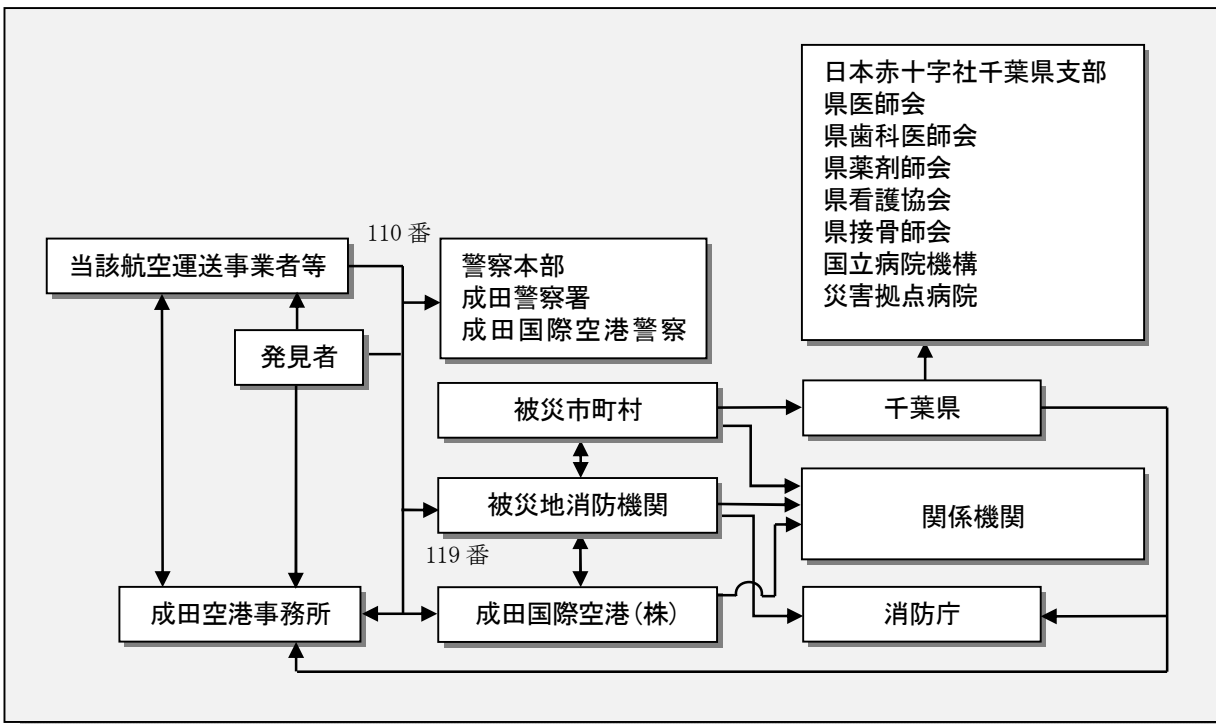 日本赤十字社千葉県支部
県医師会
県歯科医師会
県薬剤師会
県看護協会
県接骨師会
国立病院機構
災害拠点病院
110番
当該航空運送事業者等
警察本部
成田警察署
成田国際空港警察
発見者
被災市町村
千葉県
被災地消防機関
関係機関
119番
成田空港事務所
成田国際空港(株)
消防庁